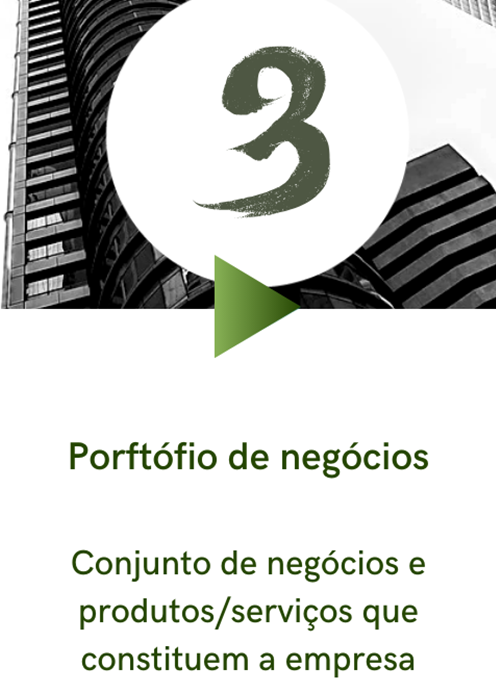 3
Porftófio de negócios
Conjunto de negócios e
produtos/serviços que
constituem a empresa